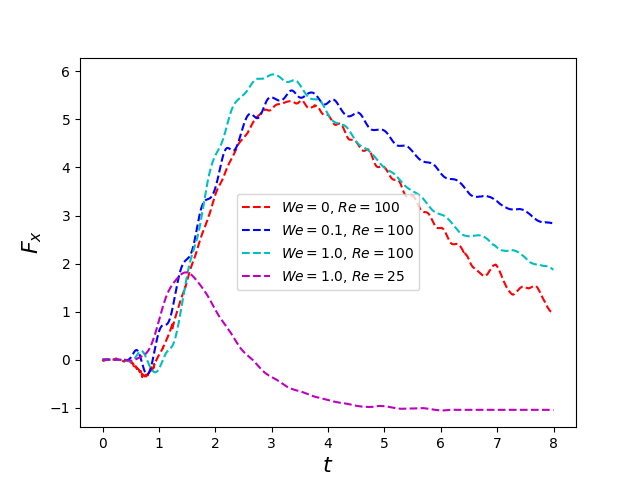 6
5
4
3
2
1
0
−1
F_x
We = 0, Re = 100
We = 0.1, Re = 100
We = 1.0, Re = 100
We = 1.0, Re = 25
0 1 2 3 4 5 6 7 8
t